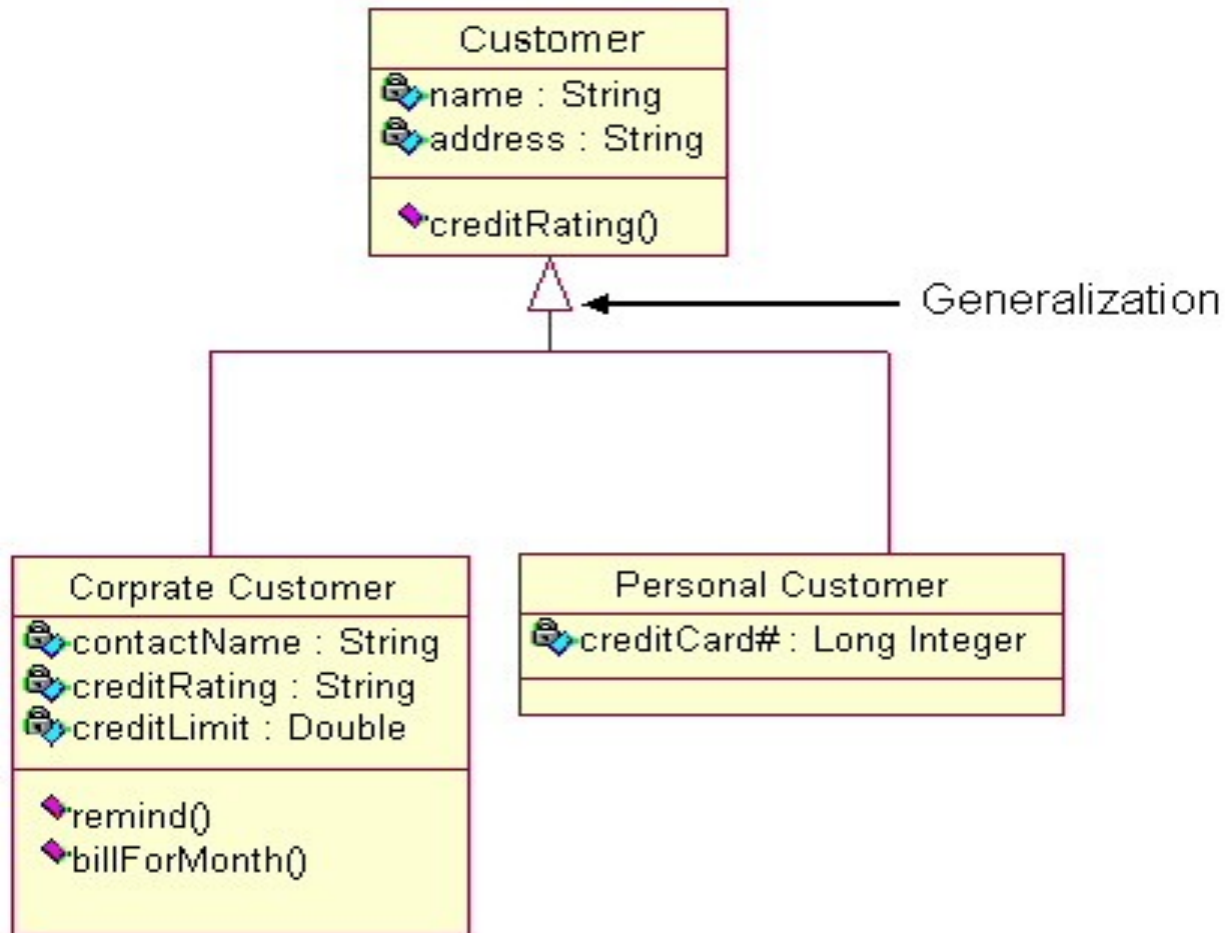 Customer
name : String
address : String
creditRating()
Generalization
Corprate Customer
contactName : String
creditRating : String
creditLimit : Double
remind()
billForMonth()
Personal Customer
creditCard# : Long Integer